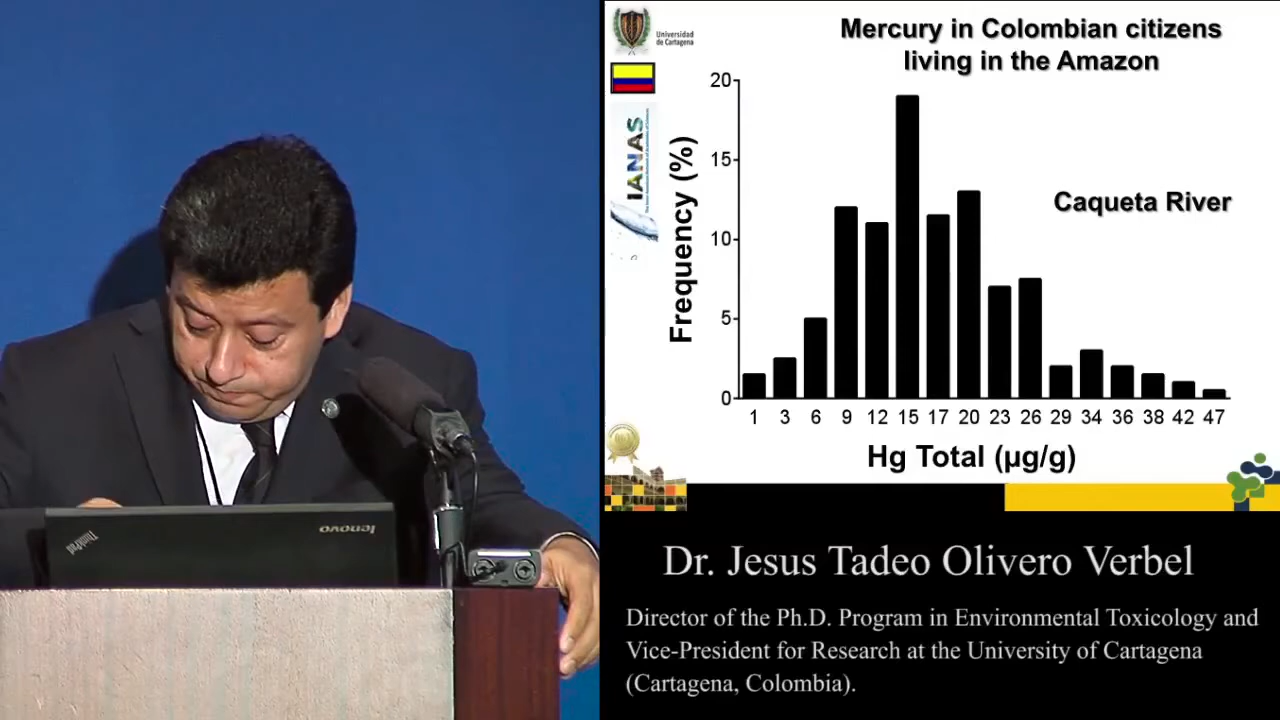 Universidad
de Cartagena
Mercury in Colombian citizens
living in the Amazon
IANAS
Caqueta River
Frequency (%)
20
15
10
5
0
1 3 6 9 12 15 17 20 23 26 29 34 36 38 42 47
Hg Total (µg/g)
ThinkPad
lenovo
Dr. Jesus Tadeo Olivero Verbel
Director of the Ph.D. Program in Environmental Toxicology and
Vice-President for Research at the University of Cartagena
(Cartagena, Colombia).